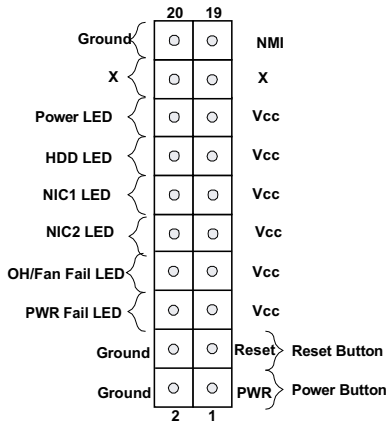 20 19
Ground NMI
X X
Power LED Vcc
HDD LED Vcc
NIC1 LED Vcc
NIC2 LED Vcc
OH/Fan Fail LED Vcc
PWR Fail LED Vcc
Ground Reset Reset Button
Ground PWR Power Button
2 1